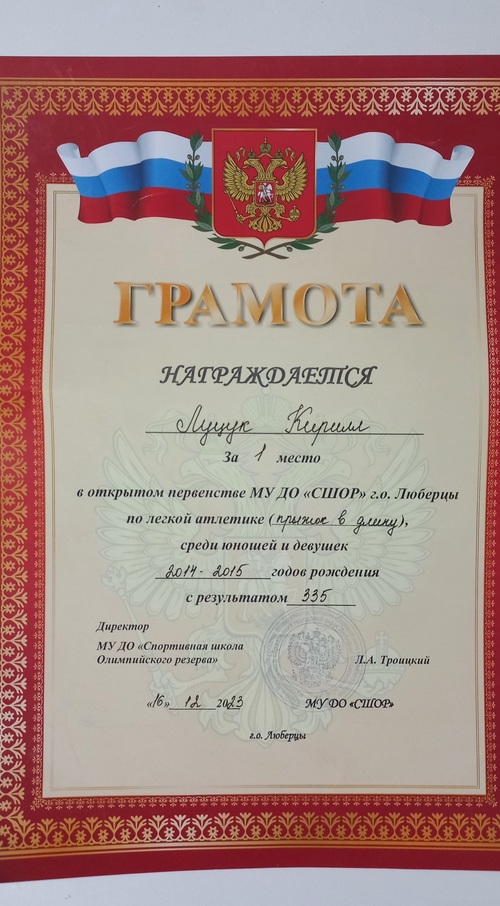 ГРАМОТА
НАГРАЖДАЕТСЯ
Луцук Кирилл
За 1 место
в открытом первенстве МУ ДО «СШОР» г.о. Люберцы
по легкой атлетике (прыжок в длину),
среди юношей и девушек
2014-2015 годов рождения
с результатом 335
Директор
МУ ДО «Спортивная школа
Олимпийского резерва» Л.А. Троицкий
«16» 12 2023 МУ ДО «СШОР»
г.о. Люберцы